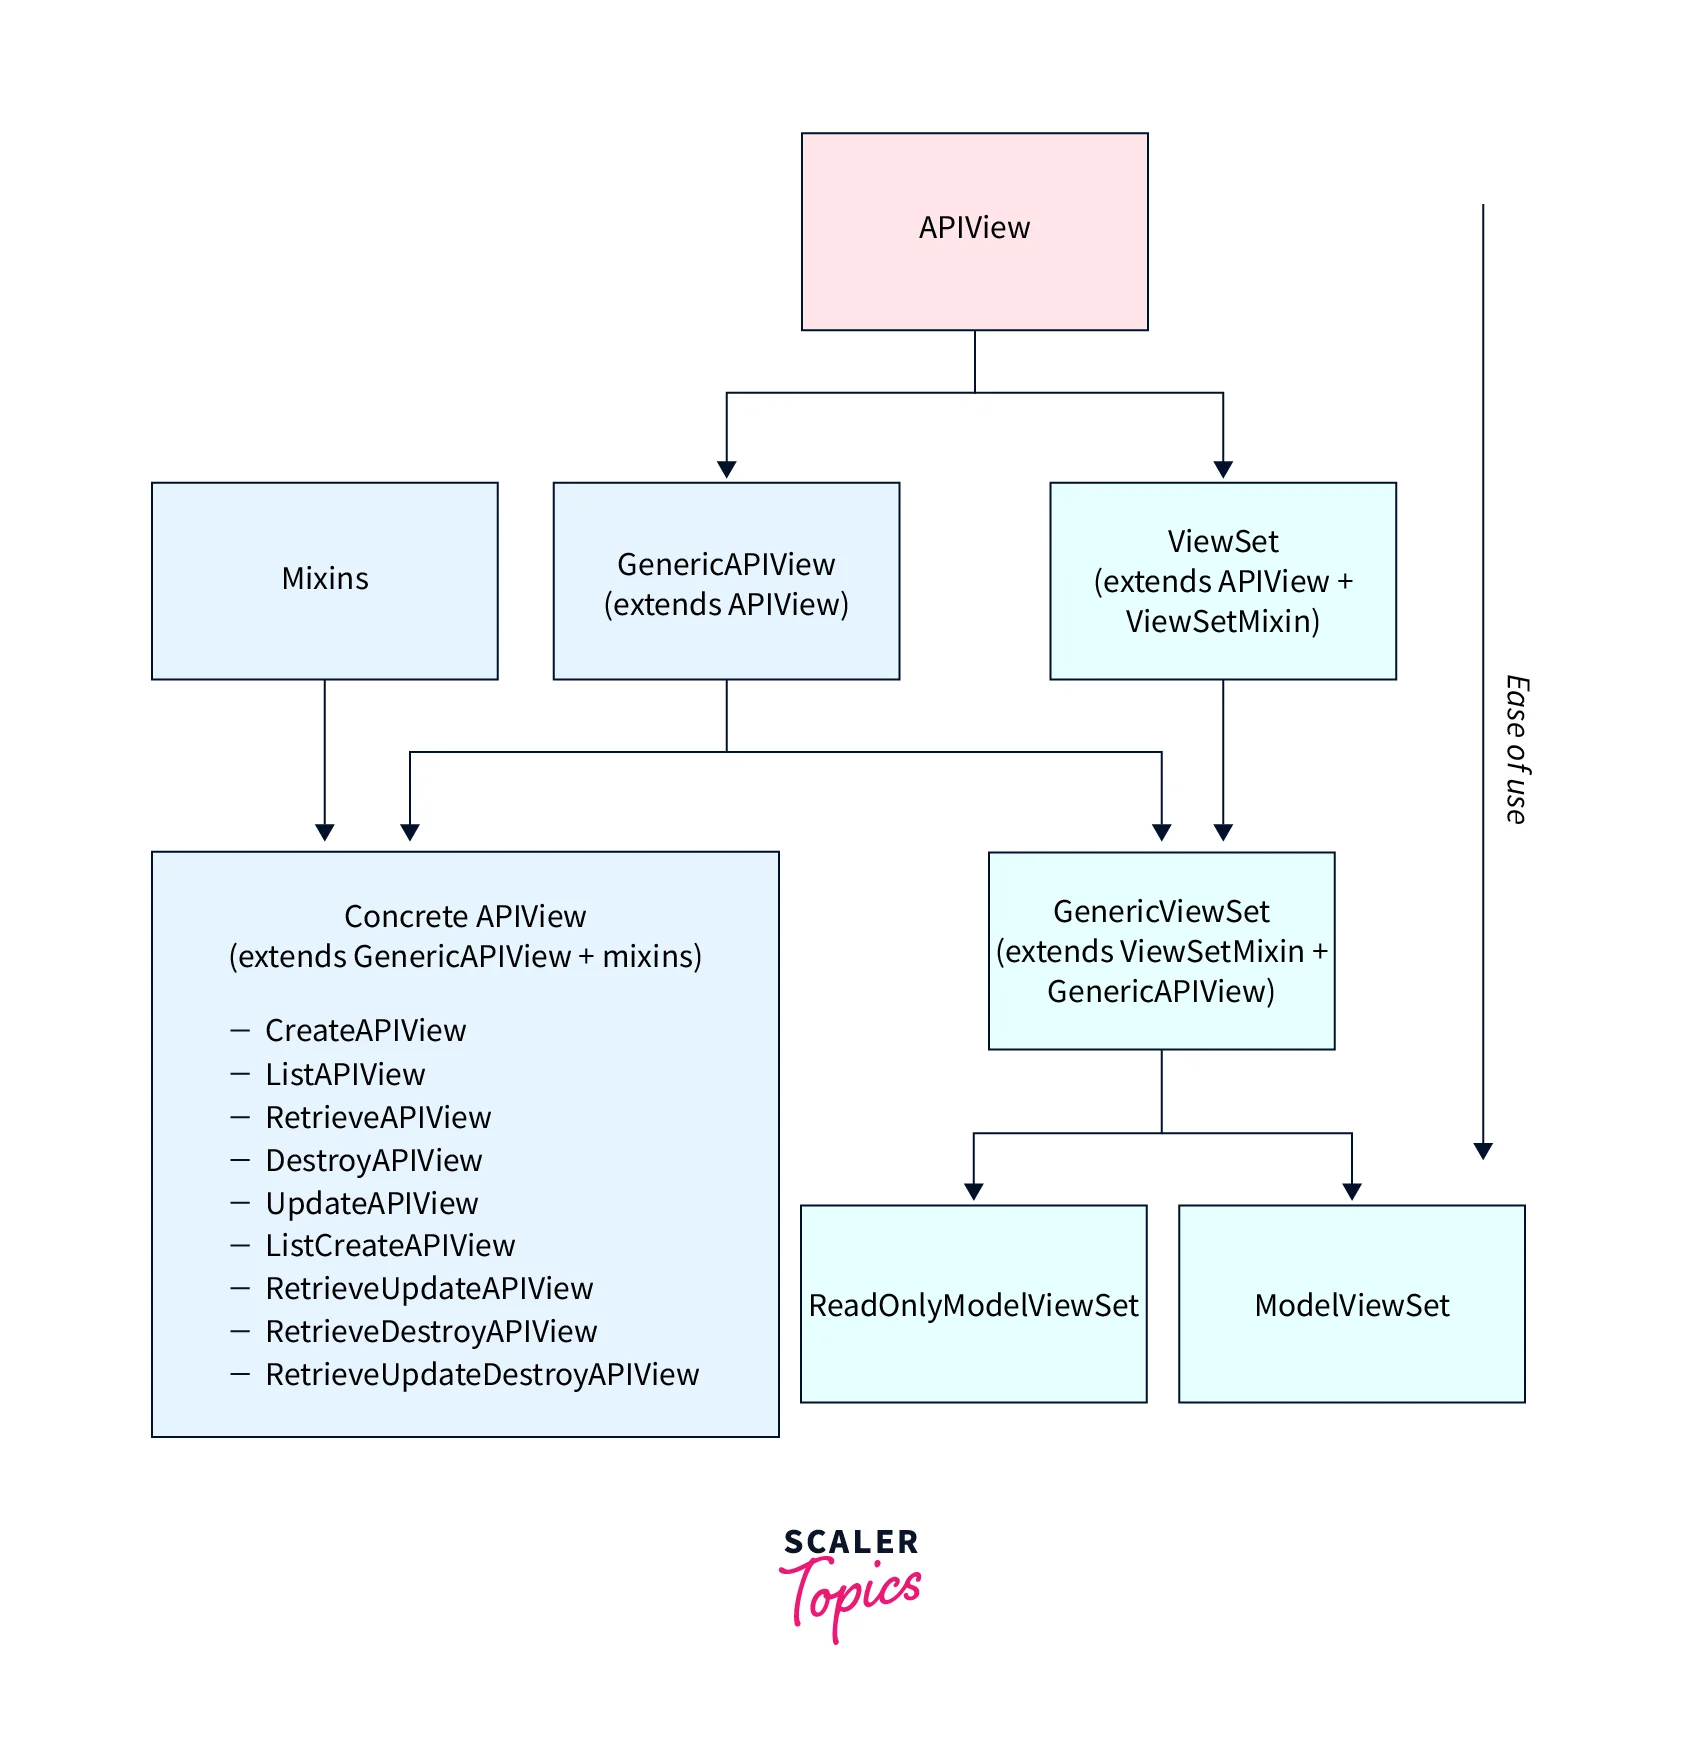 APIView
Mixins
GenericAPIView
(extends APIView)
ViewSet
(extends APIView +
ViewSetMixin)
Ease of use
Concrete APIView
(extends GenericAPIView + mixins)
– CreateAPIView
– ListAPIView
– RetrieveAPIView
– DestroyAPIView
– UpdateAPIView
– ListCreateAPIView
– RetrieveUpdateAPIView
– RetrieveDestroyAPIView
– RetrieveUpdateDestroyAPIView
GenericViewSet
(extends ViewSetMixin +
GenericAPIView)
ReadOnlyModelViewSet
ModelViewSet
SCALER
Topics